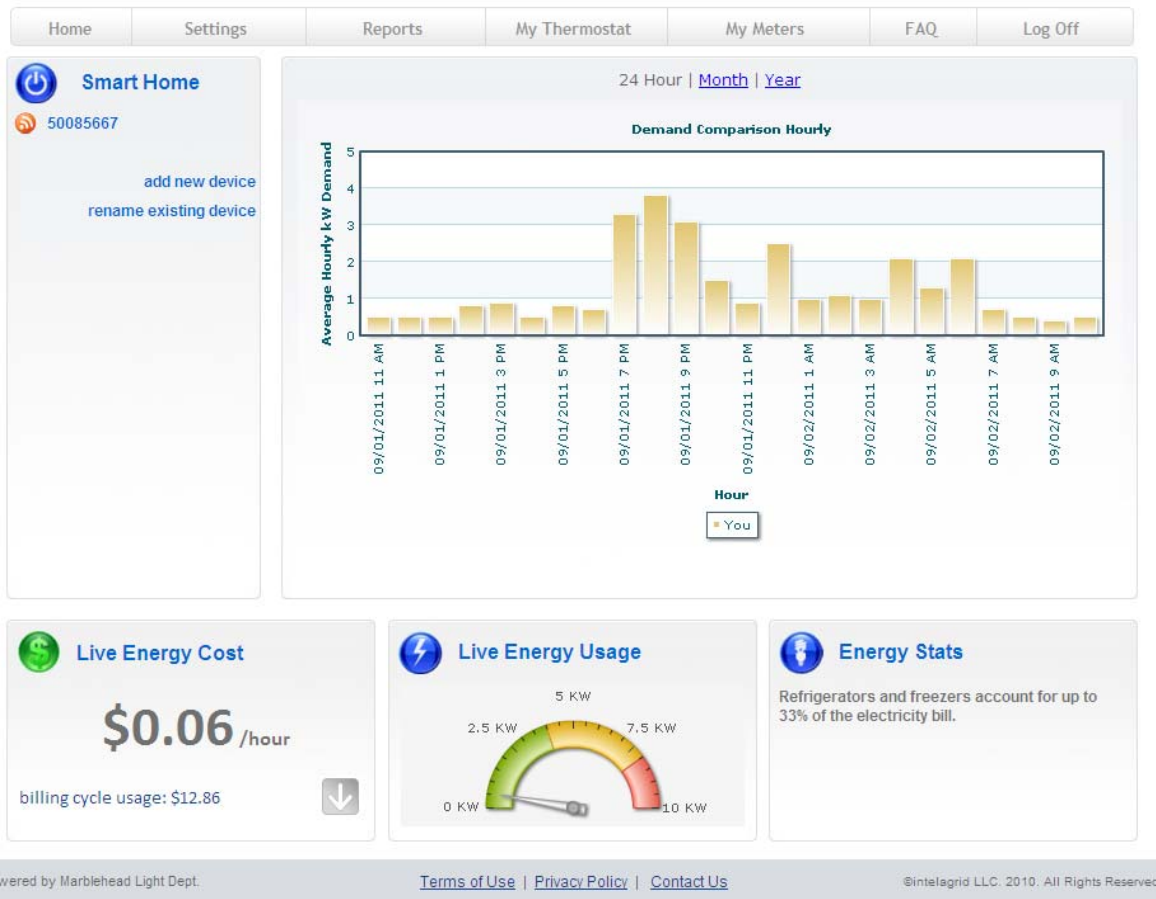 Home Settings Reports My Thermostat My Meters FAQ Log Off
Smart Home
50085667
add new device
rename existing device
24 Hour | Month | Year
Demand Comparison Hourly
Average Hourly kW Demand
5
4
3
2
1
0
09/01/2011 11 AM
09/01/2011 1 PM
09/01/2011 3 PM
09/01/2011 5 PM
09/01/2011 7 PM
09/01/2011 9 PM
09/01/2011 11 PM
09/02/2011 1 AM
09/02/2011 3 AM
09/02/2011 5 AM
09/02/2011 7 AM
09/02/2011 9 AM
Hour
You
Live Energy Cost
$0.06 /hour
billing cycle usage: $12.86
Live Energy Usage
5 KW
2.5 KW 7.5 KW
0 KW 10 KW
Energy Stats
Refrigerators and freezers account for up to
33% of the electricity bill.
wered by Marblehead Light Dept.
Terms of Use | Privacy Policy | Contact Us
©intelagrid LLC. 2010. All Rights Reserved